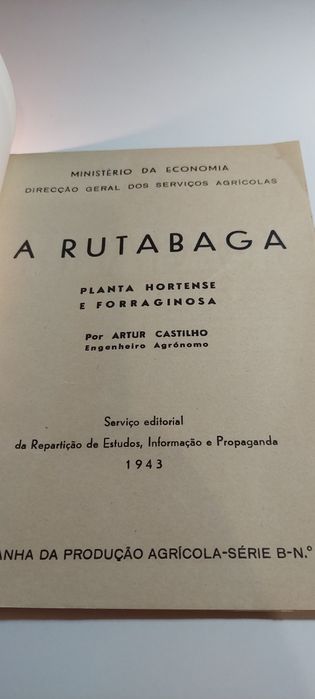 MINISTÉRIO DA ECONOMIA
DIRECÇÃO GERAL DOS SERVIÇOS AGRÍCOLAS
A RUTABAGA
PLANTA HORTENSE
E FORRAGINOSA
Por ARTUR CASTILHO
Engenheiro Agrónomo
Serviço editorial
da Repartição de Estudos, Informação e Propaganda
1943
ANHA DA PRODUÇÃO AGRÍCOLA-SÉRIE B-N.º